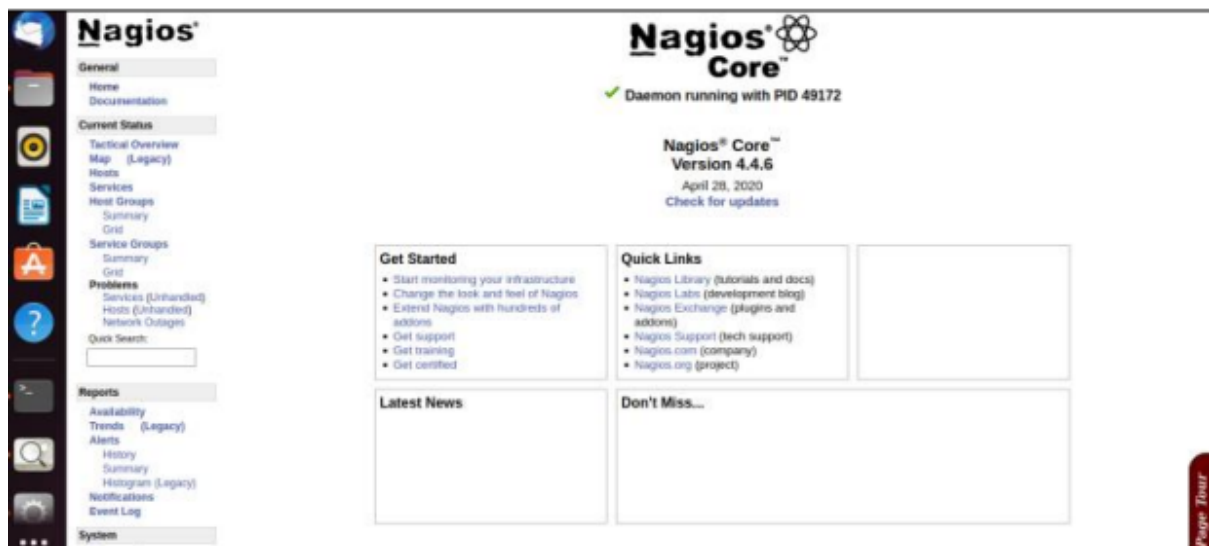 Nagios®
General
Home
Documentation
Current Status
Tactical Overview
Map (Legacy)
Hosts
Services
Host Groups
Summary
Grid
Service Groups
Summary
Grid
Problems
Services (Unhandled)
Hosts (Unhandled)
Network Outages
Quick Search:
Reports
Availability
Trends (Legacy)
Alerts
History
Summary
Histogram (Legacy)
Notifications
Event Log
System
Nagios®
Core™
Daemon running with PID 49172
Nagios® Core™
Version 4.4.6
April 28, 2020
Check for updates
Get Started
• Start monitoring your infrastructure
• Change the look and feel of Nagios
• Extend Nagios with hundreds of
addons
• Get support
• Get training
• Get certified
Quick Links
• Nagios Library (tutorials and docs)
• Nagios Labs (development blog)
• Nagios Exchange (plugins and
addons)
• Nagios Support (tech support)
• Nagios.com (company)
• Nagios.org (project)
Latest News
Don't Miss...
Page Tour